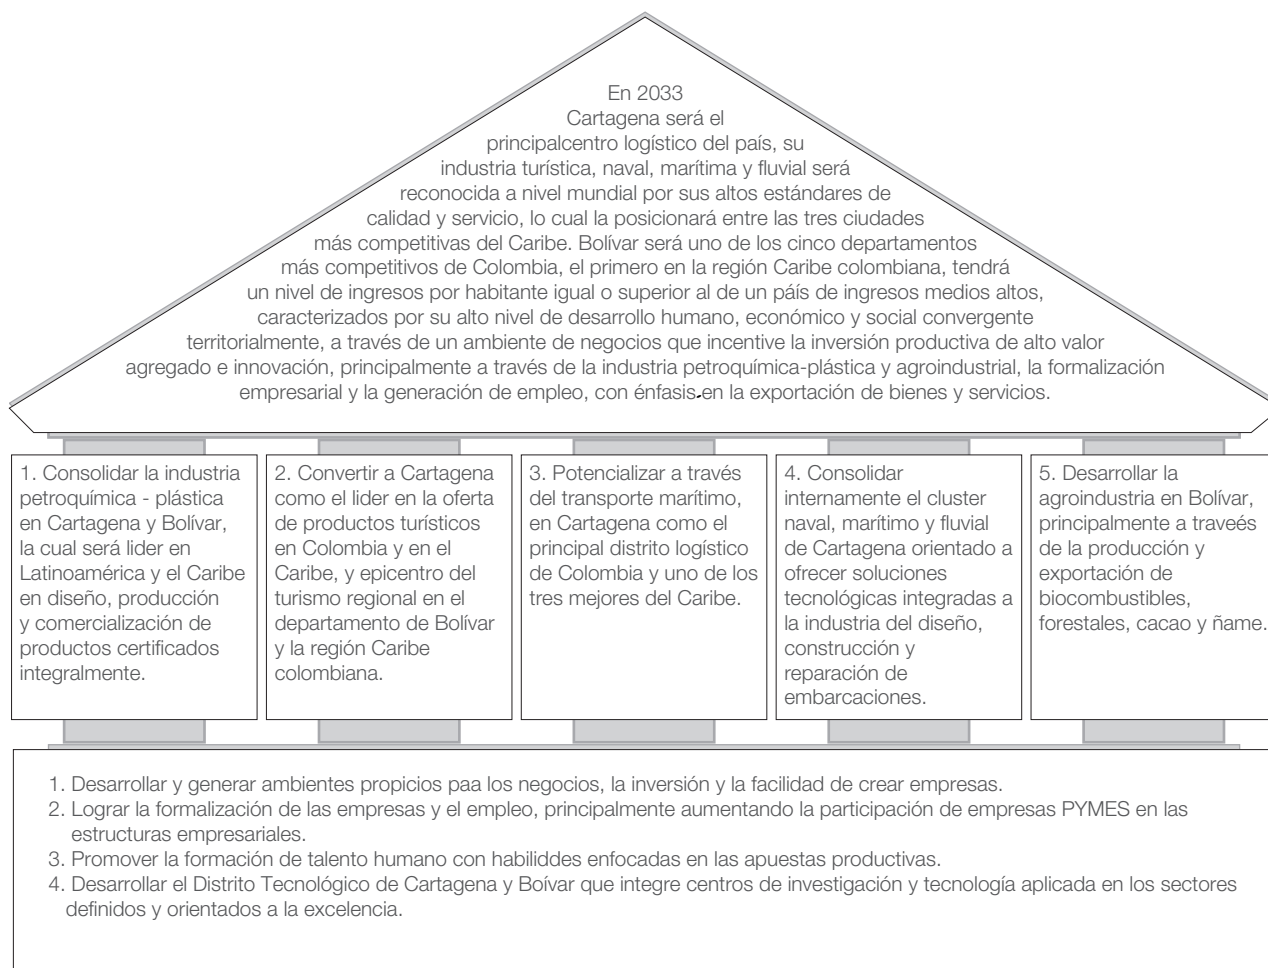 En 2033
Cartagena será el
principalcentro logístico del país, su
industria turística, naval, marítima y fluvial será
reconocida a nivel mundial por sus altos estándares de
calidad y servicio, lo cual la posicionará entre las tres ciudades
más competitivas del Caribe. Bolívar será uno de los cinco departamentos
más competitivos de Colombia, el primero en la región Caribe colombiana, tendrá
un nivel de ingresos por habitante igual o superior al de un páís de ingresos medios altos,
caracterizados por su alto nivel de desarrollo humano, económico y social convergente
territorialmente, a través de un ambiente de negocios que incentive la inversión productiva de alto valor
agregado e innovación, principalmente a través de la industria petroquímica-plástica y agroindustrial, la formalización
empresarial y la generación de empleo, con énfasis en la exportación de bienes y servicios.
1. Consolidar la industria
petroquímica - plástica
en Cartagena y Bolívar,
la cual será lider en
Latinoamérica y el Caribe
en diseño, producción
y comercialización de
productos certificados
integralmente.
2. Convertir a Cartagena
como el lider en la oferta
de productos turísticos
en Colombia y en el
Caribe, y epicentro del
turismo regional en el
departamento de Bolívar
y la región Caribe
colombiana.
3. Potencializar a través
del transporte marítimo,
en Cartagena como el
principal distrito logístico
de Colombia y uno de los
tres mejores del Caribe.
4. Consolidar
internamente el cluster
naval, marítimo y fluvial
de Cartagena orientado a
ofrecer soluciones
tecnológicas integradas a
la industria del diseño,
construcción y
reparación de
embarcaciones.
5. Desarrollar la
agroindustria en Bolívar,
principalmente a traveés
de la producción y
exportación de
biocombustibles,
forestales, cacao y ñame.
1. Desarrollar y generar ambientes propicios paa los negocios, la inversión y la facilidad de crear empresas.
2. Lograr la formalización de las empresas y el empleo, principalmente aumentando la participación de empresas PYMES en las
estructuras empresariales.
3. Promover la formación de talento humano con habiliddes enfocadas en las apuestas productivas.
4. Desarrollar el Distrito Tecnológico de Cartagena y Boívar que integre centros de investigación y tecnología aplicada en los sectores
definidos y orientados a la excelencia.